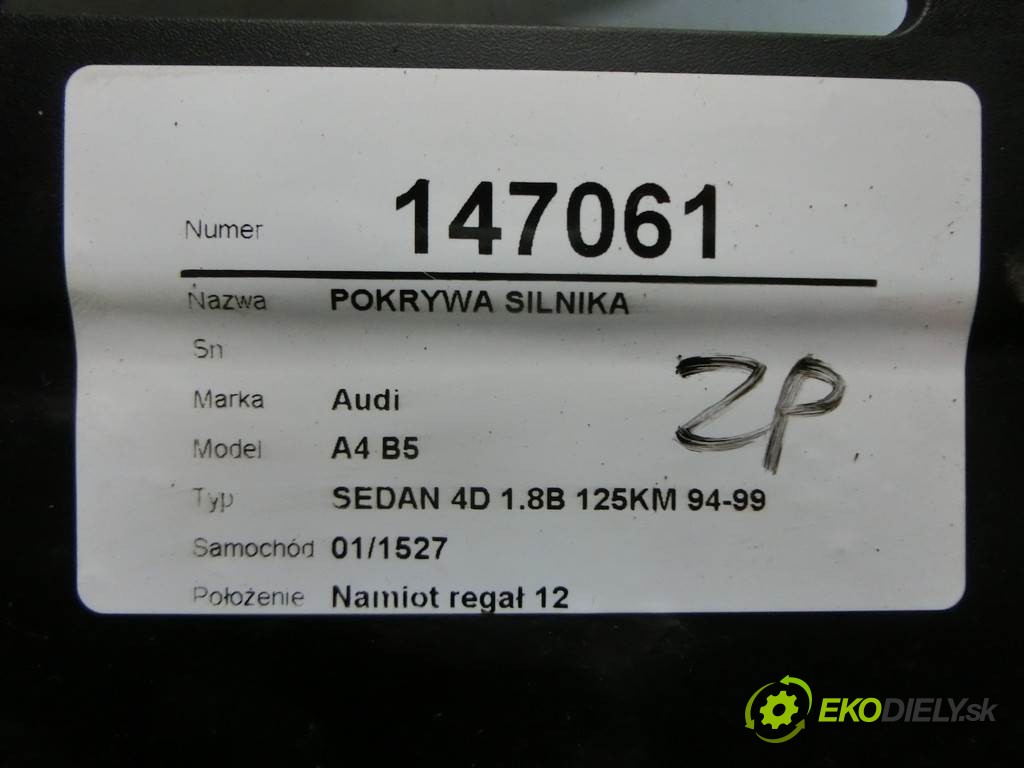 Numer 147061
Nazwa POKRYWA SILNIKA
Sn
Marka Audi
Model A4 B5
Typ SEDAN 4D 1.8B 125KM 94-99
Samochód 01/1527
Położenie Namiot regał 12
ZP
EKODIELY.sk